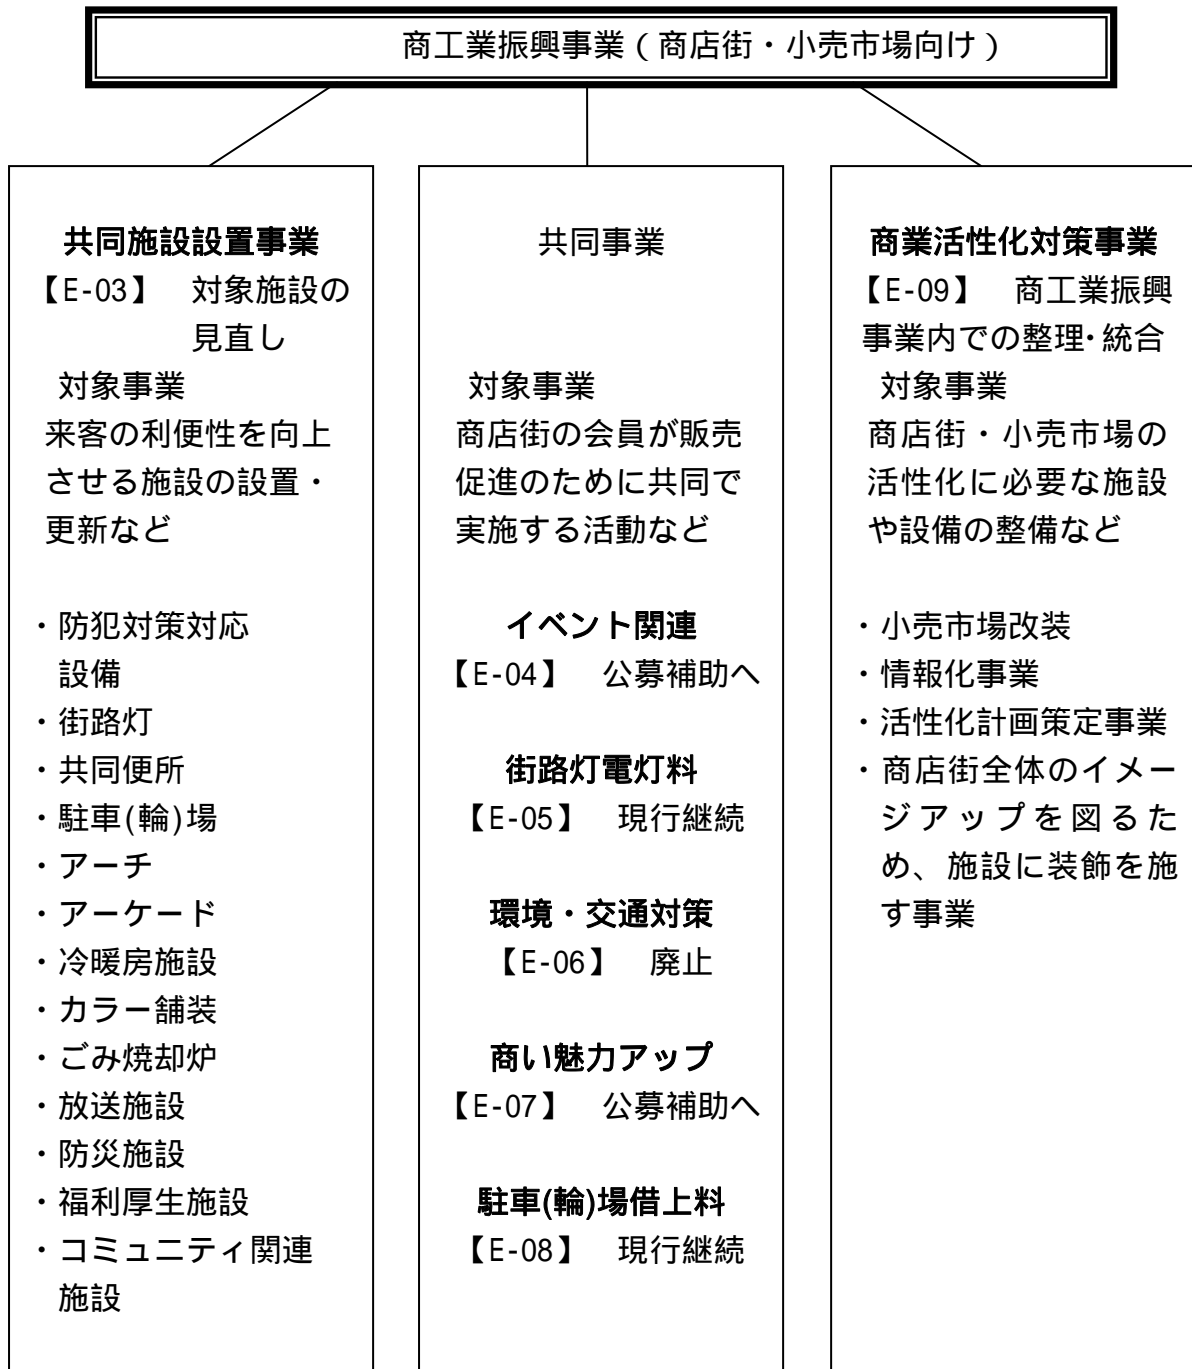 商工業振興事業（商店街・小売市場向け）
共同施設設置事業
【E-03】　対象施設の
見直し
対象事業
来客の利便性を向上
させる施設の設置・
更新など
・防犯対策対応
設備
・街路灯
・共同便所
・駐車(輪)場
・アーチ
・アーケード
・冷暖房施設
・カラー舗装
・ごみ焼却炉
・放送施設
・防災施設
・福利厚生施設
・コミュニティ関連
施設
共同事業
対象事業
商店街の会員が販売
促進のために共同で
実施する活動など
イベント関連
【E-04】　公募補助へ
街路灯電灯料
【E-05】　現行継続
環境・交通対策
【E-06】　廃止
商い魅力アップ
【E-07】　公募補助へ
駐車(輪)場借上料
【E-08】　現行継続
商業活性化対策事業
【E-09】　商工業振興
事業内での整理・統合
対象事業
商店街・小売市場の
活性化に必要な施設
や設備の整備など
・小売市場改装
・情報化事業
・活性化計画策定事業
・商店街全体のイメー
ジアップを図るた
め、施設に装飾を施
す事業